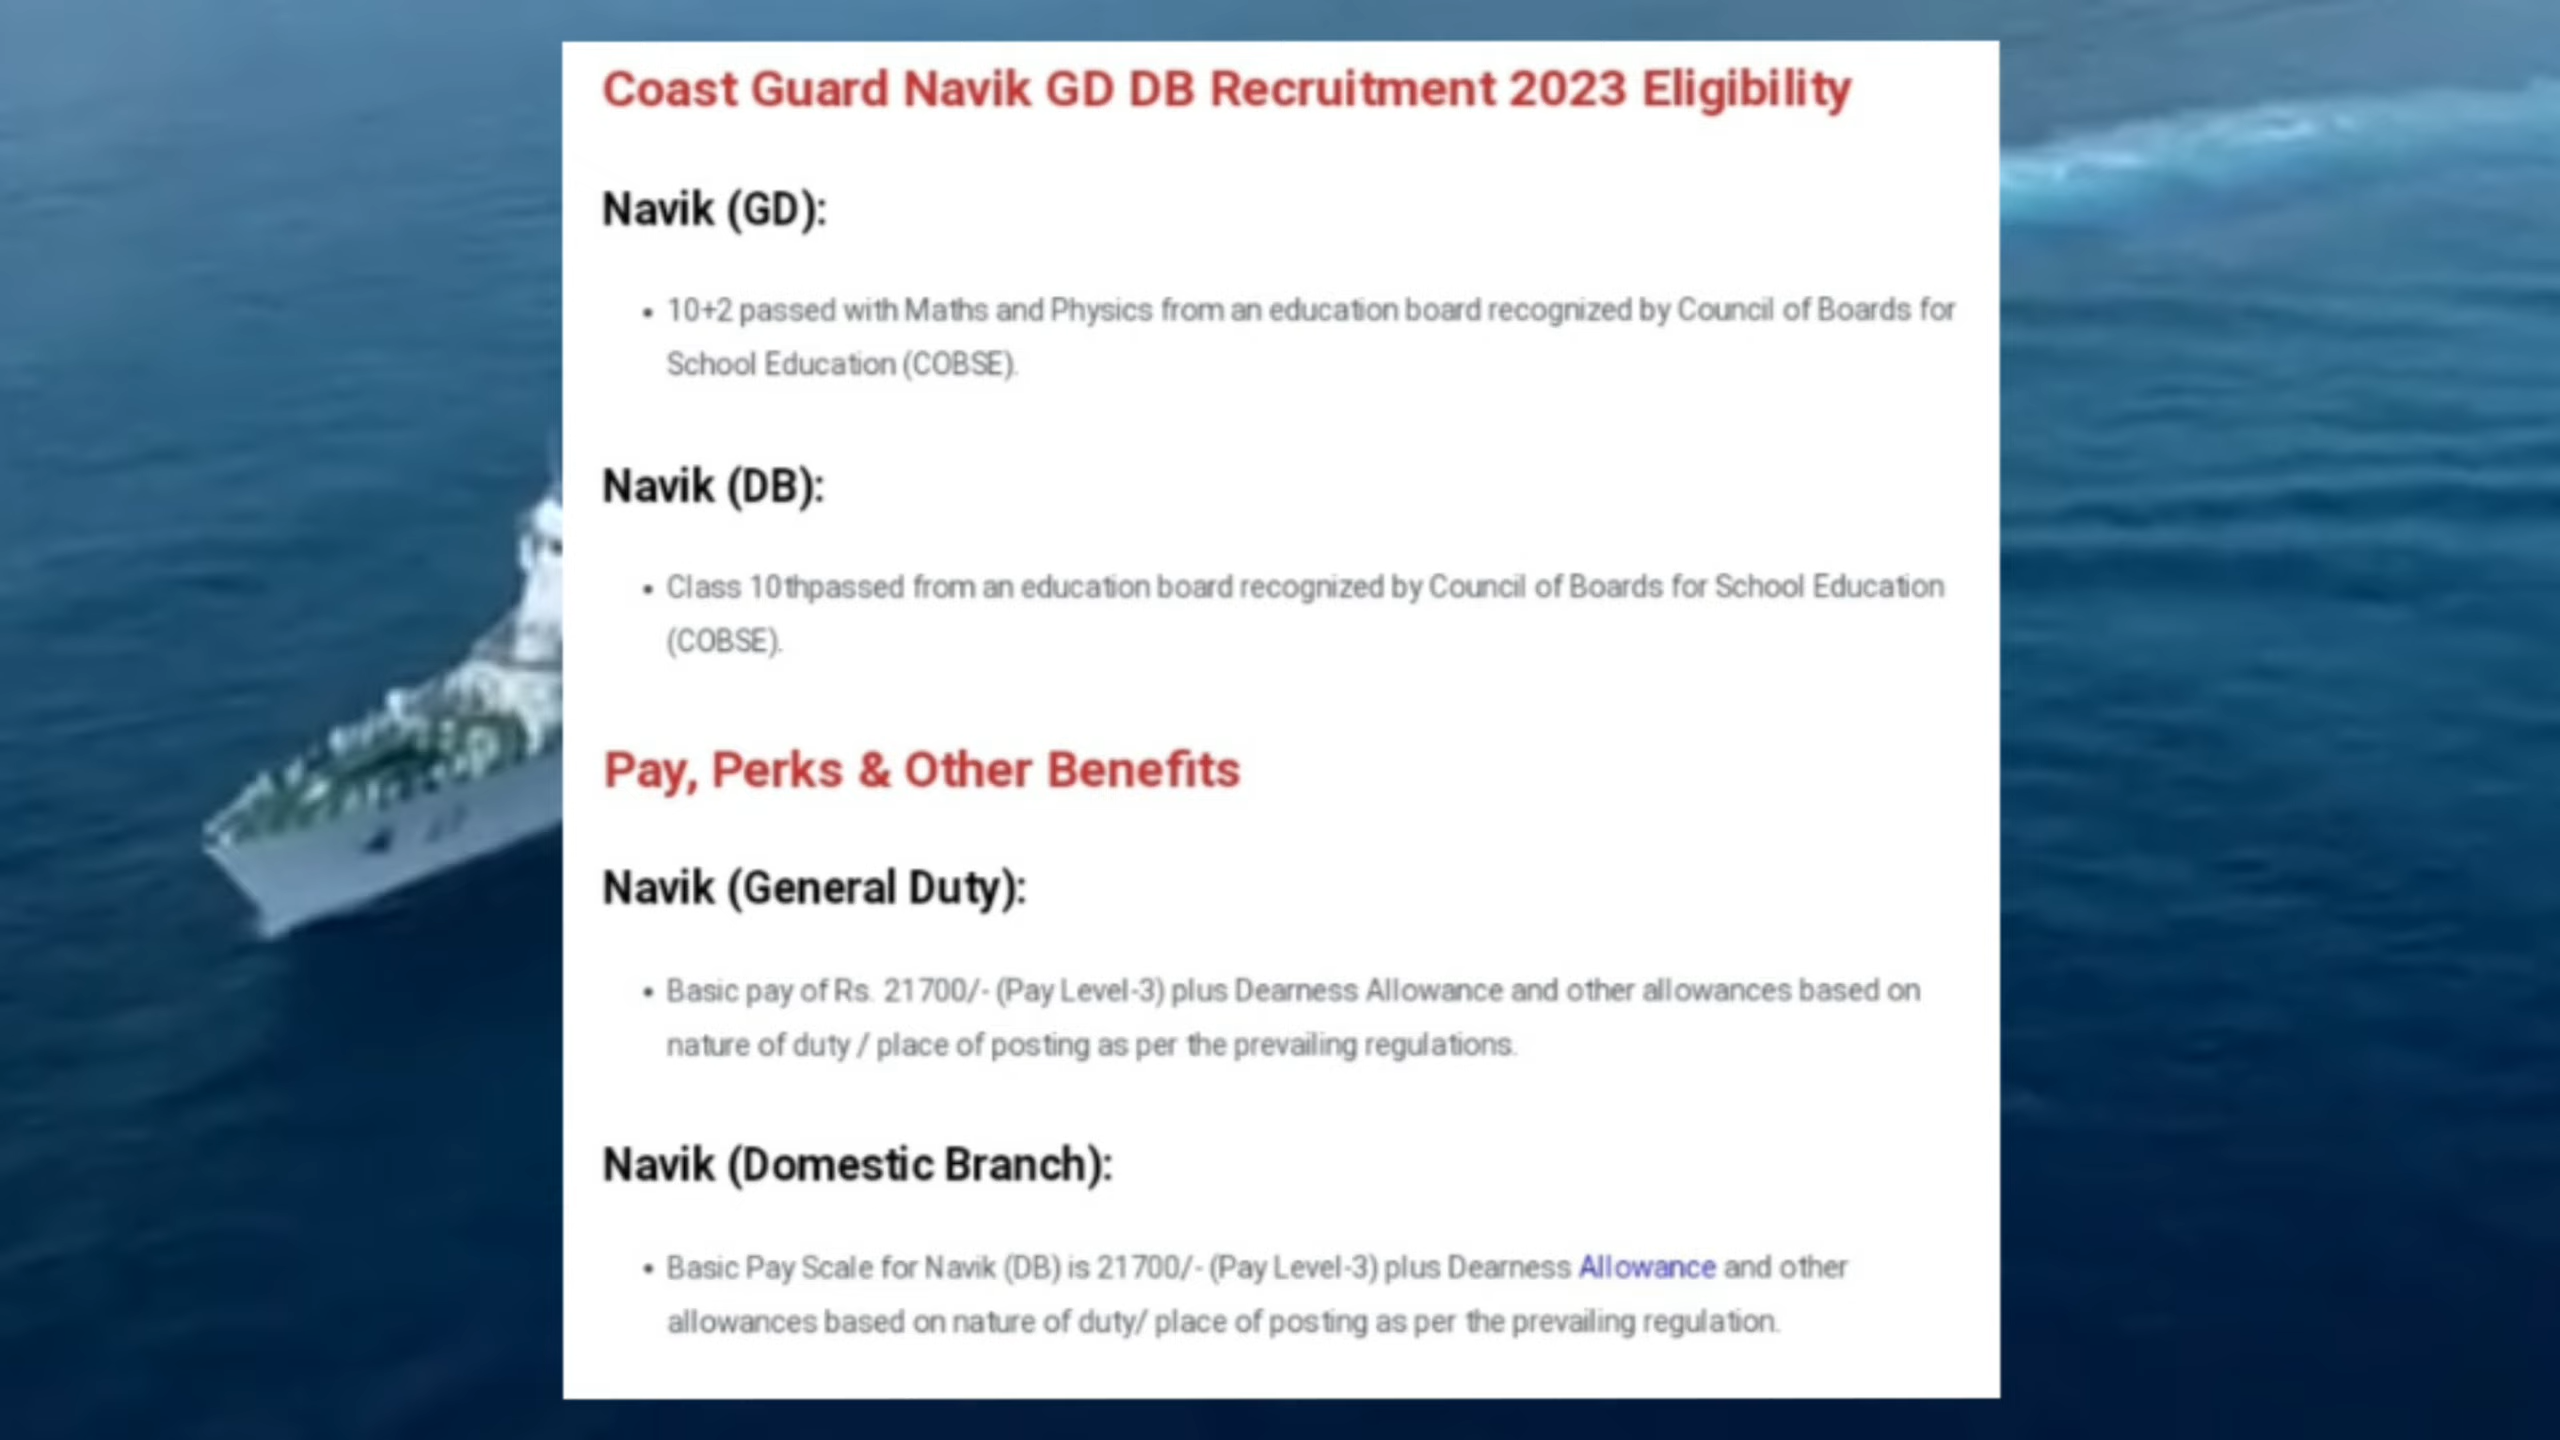 Coast Guard Navik GD DB Recruitment 2023 Eligibility
Navik (GD):
• 10+2 passed with Maths and Physics from an education board recognized by Council of Boards for
School Education (COBSE).
Navik (DB):
• Class 10thpassed from an education board recognized by Council of Boards for School Education
(COBSE).
Pay, Perks & Other Benefits
Navik (General Duty):
• Basic pay of Rs. 21700/- (Pay Level-3) plus Dearness Allowance and other allowances based on
nature of duty / place of posting as per the prevailing regulations.
Navik (Domestic Branch):
• Basic Pay Scale for Navik (DB) is 21700/- (Pay Level-3) plus Dearness Allowance and other
allowances based on nature of duty/ place of posting as per the prevailing regulation.